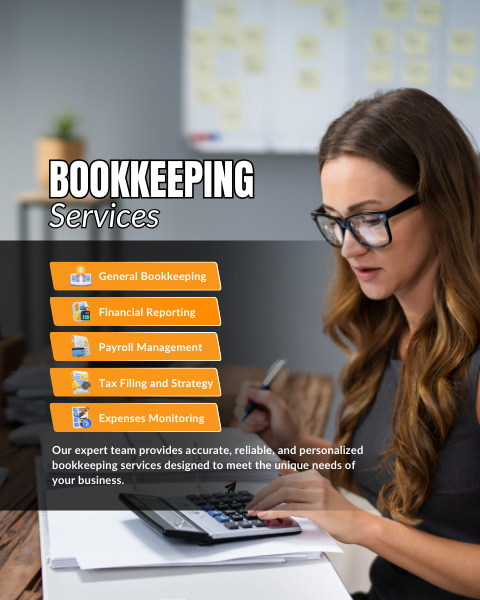 BOOKKEEPING
Services
General Bookkeeping
Financial Reporting
Payroll Management
Tax Filing and Strategy
Expenses Monitoring
Our expert team provides accurate, reliable, and personalized
bookkeeping services designed to meet the unique needs of
your business.